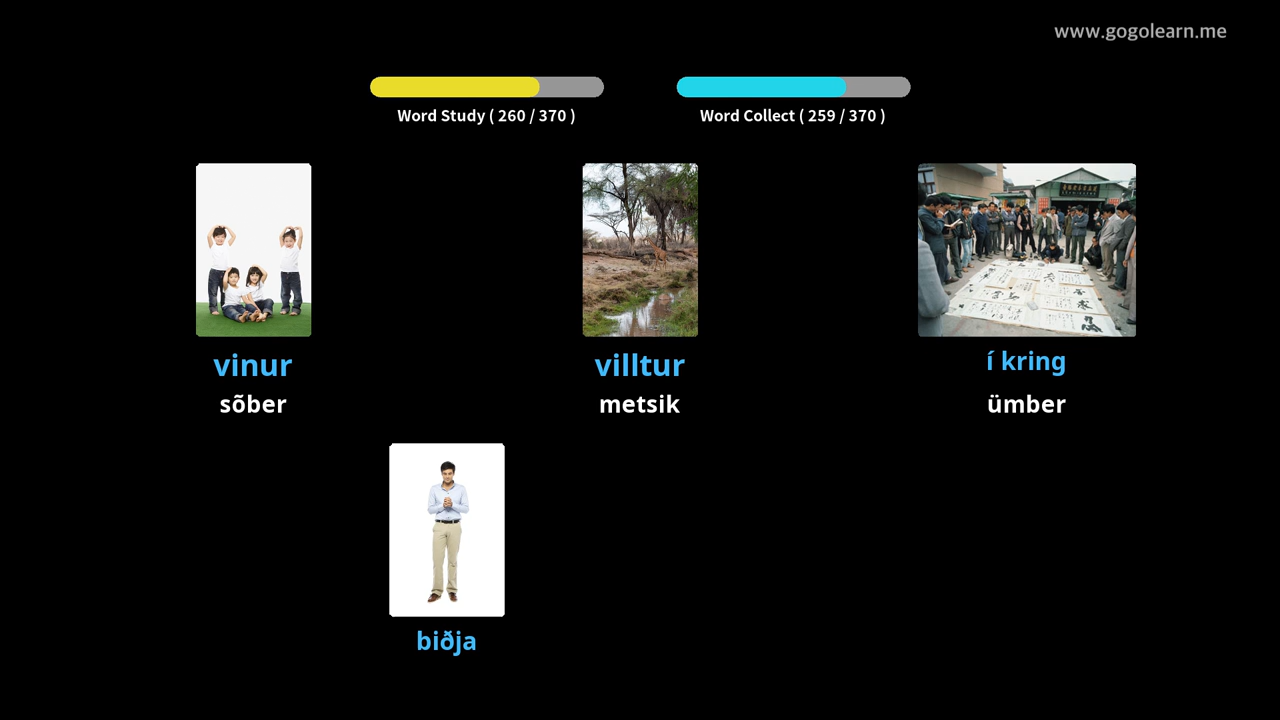 www.gogolearn.me
Word Study ( 260 / 370 )
Word Collect ( 259 / 370 )
vinur
sõber
villtur
metsik
í kring
ümber
biðja